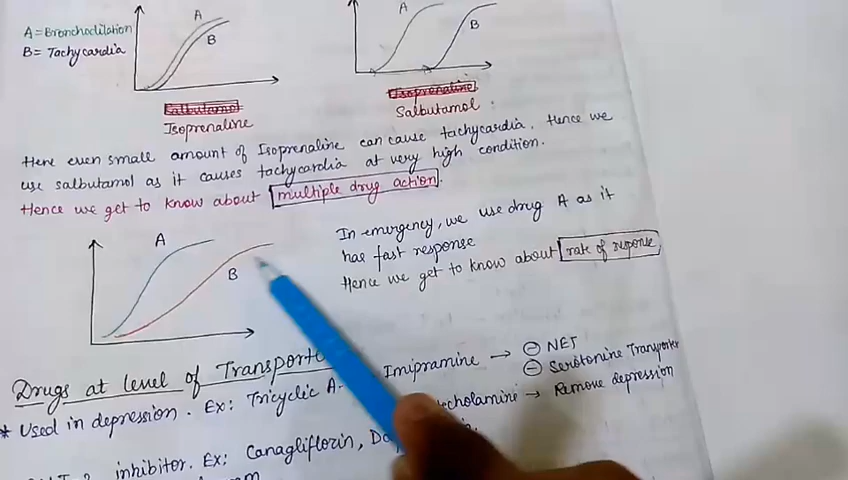 A
B
A = Bronchodilation
B = Tachycardia
Salbutamol
Isoprenaline
A
B
Isoprenaline
Salbutamol
Here even small amount of Isoprenaline can cause tachycardia. Hence we
use salbutamol as it causes tachycardia at very high condition.
Hence we get to know about multiple drug action.
A
B
In emergency, we use drug A as it
has fast response
Hence we get to know about rate of response,
Drugs at level of Transporte
* Used in depression. Ex: Tricyclic A- Imipramine → ⊖ NET
⊖ Serotonine Transporter
cholamine → Remove depression
inhibitor. Ex: Canagliflozin,